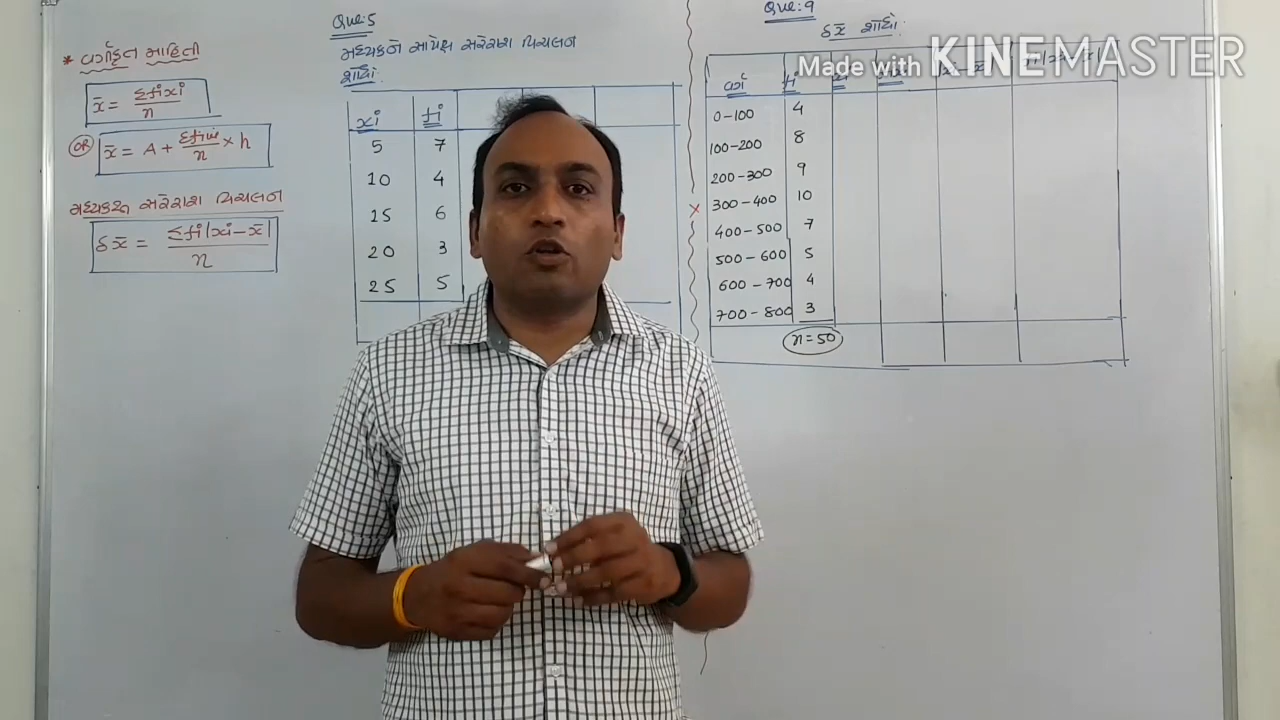 * વર્ગીકૃત માહિતી
x̄ = Σfixi / n
OR x̄ = A + Σfiui / n × h
મધ્યકસ્ત સરેરાશ વિચલન
δx̄ = Σfi|xi - x̄| / n
Que:5
મધ્યકને સાપેક્ષ સરેરાશ વિચલન
શોધો.
xi fi
5 7
10 4
15 6
20 3
25 5
Que:9
δx̄ શોધો.
Made With KINEMASTER
વર્ગ fi
0-100 4
100-200 8
200-300 9
300-400 10
400-500 7
500-600 5
600-700 4
700-800 3
n=50